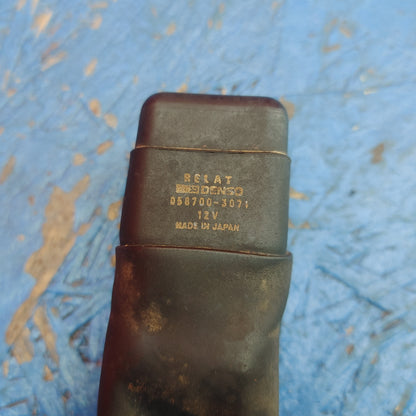 RELAY
DENSO
056700-3071
12V
MADE IN JAPAN